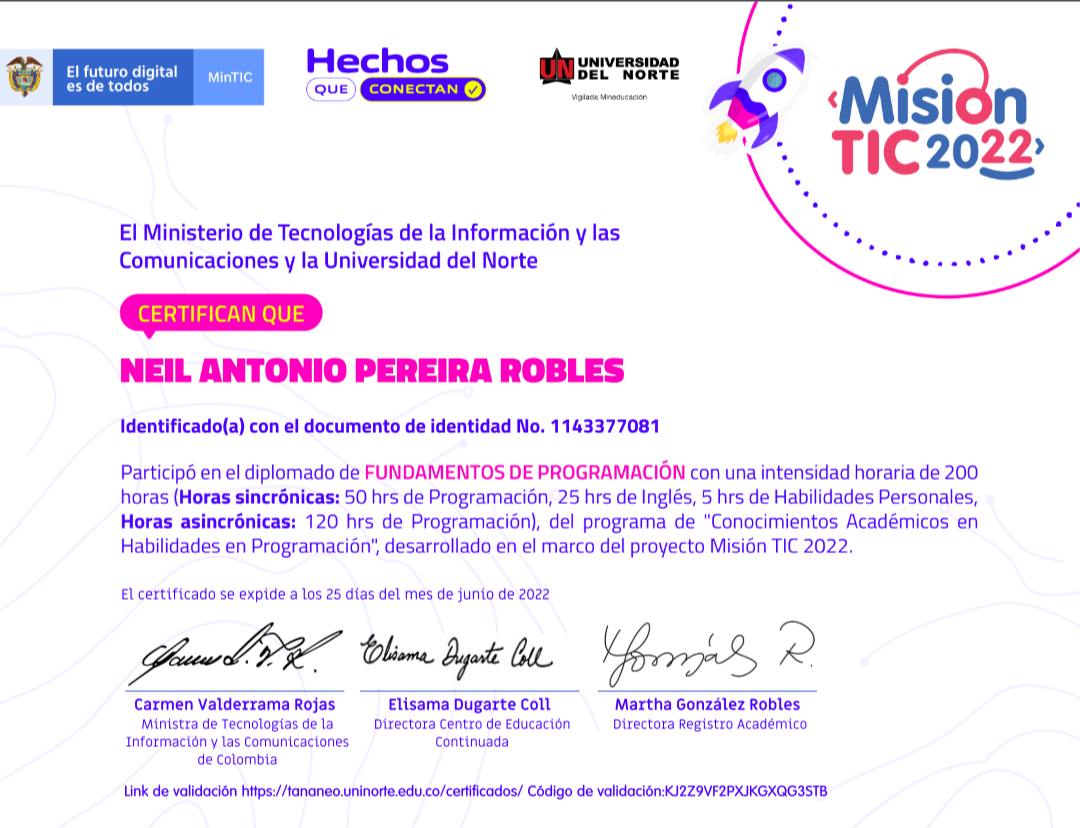 El futuro digital
es de todos
MinTIC
Hechos
QUE CONECTAN
UN UNIVERSIDAD
DEL NORTE
Vigilada Mineducación
‹Misión
TIC 2022›
El Ministerio de Tecnologías de la Información y las
Comunicaciones y la Universidad del Norte
CERTIFICAN QUE
NEIL ANTONIO PEREIRA ROBLES
Identificado(a) con el documento de identidad No. 1143377081
Participó en el diplomado de FUNDAMENTOS DE PROGRAMACIÓN con una intensidad horaria de 200
horas (Horas sincrónicas: 50 hrs de Programación, 25 hrs de Inglés, 5 hrs de Habilidades Personales,
Horas asincrónicas: 120 hrs de Programación), del programa de "Conocimientos Académicos en
Habilidades en Programación", desarrollado en el marco del proyecto Misión TIC 2022.
El certificado se expide a los 25 días del mes de junio de 2022
Elisama Dugarte Coll
Carmen Valderrama Rojas
Ministra de Tecnologías de la
Información y las Comunicaciones
de Colombia
Elisama Dugarte Coll
Directora Centro de Educación
Continuada
Martha González Robles
Directora Registro Académico
Link de validación https://tananeo.uninorte.edu.co/certificados/ Código de validación:KJ2Z9VF2PXJKGXQG3STB